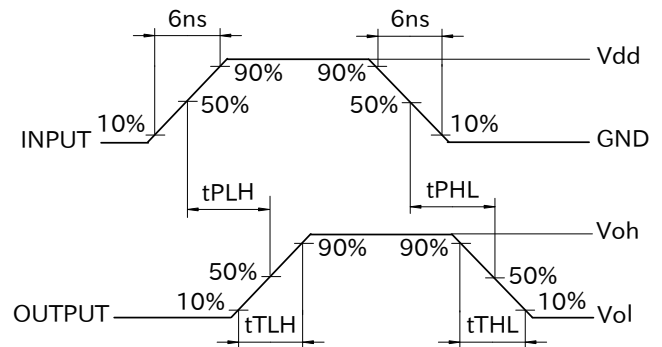 6ns 6ns
Vdd
90% 90%
50% 50%
10% 10%
INPUT GND
tPLH tPHL
Voh
90% 90%
50% 50%
10% 10%
OUTPUT Vol
tTLH tTHL